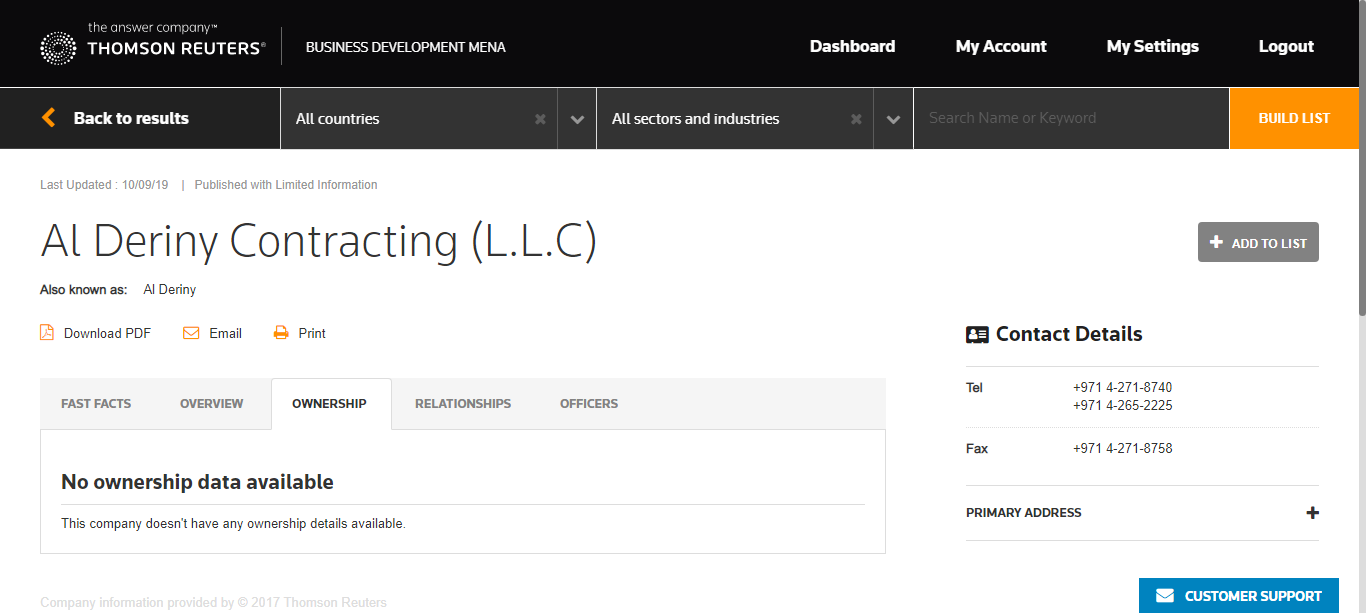 the answer company™
THOMSON REUTERS®
BUSINESS DEVELOPMENT MENA
Dashboard
My Account
My Settings
Logout
Back to results
All countries
All sectors and industries
Search Name or Keyword
BUILD LIST
Last Updated : 10/09/19 | Published with Limited Information
Al Deriny Contracting (L.L.C)
ADD TO LIST
Also known as: Al Deriny
Download PDF
Email
Print
Contact Details
Tel
+971 4-271-8740
+971 4-265-2225
Fax
+971 4-271-8758
PRIMARY ADDRESS
FAST FACTS
OVERVIEW
OWNERSHIP
RELATIONSHIPS
OFFICERS
No ownership data available
This company doesn't have any ownership details available.
Company information provided by © 2017 Thomson Reuters
CUSTOMER SUPPORT